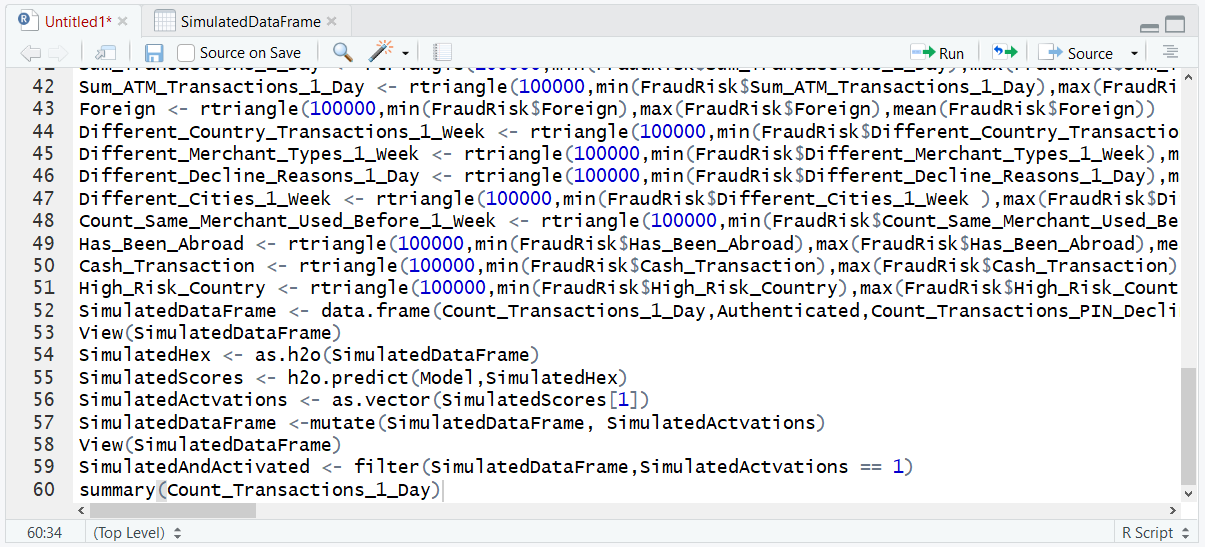 Untitled1*
SimulatedDataFrame
Source on Save
Run
Source
42 Sum_ATM_Transactions_1_Day <- rtriangle(100000,min(FraudRisk$Sum_ATM_Transactions_1_Day),max(FraudRi
43 Foreign <- rtriangle(100000,min(FraudRisk$Foreign),max(FraudRisk$Foreign),mean(FraudRisk$Foreign))
44 Different_Country_Transactions_1_Week <- rtriangle(100000,min(FraudRisk$Different_Country_Transactio
45 Different_Merchant_Types_1_Week <- rtriangle(100000,min(FraudRisk$Different_Merchant_Types_1_Week),m
46 Different_Decline_Reasons_1_Day <- rtriangle(100000,min(FraudRisk$Different_Decline_Reasons_1_Day),m
47 Different_Cities_1_Week <- rtriangle(100000,min(FraudRisk$Different_Cities_1_Week ),max(FraudRisk$Di
48 Count_Same_Merchant_Used_Before_1_Week <- rtriangle(100000,min(FraudRisk$Count_Same_Merchant_Used_Be
49 Has_Been_Abroad <- rtriangle(100000,min(FraudRisk$Has_Been_Abroad),max(FraudRisk$Has_Been_Abroad),me
50 Cash_Transaction <- rtriangle(100000,min(FraudRisk$Cash_Transaction),max(FraudRisk$Cash_Transaction)
51 High_Risk_Country <- rtriangle(100000,min(FraudRisk$High_Risk_Country),max(FraudRisk$High_Risk_Count
52 SimulatedDataFrame <- data.frame(Count_Transactions_1_Day,Authenticated,Count_Transactions_PIN_Decli
53 View(SimulatedDataFrame)
54 SimulatedHex <- as.h2o(SimulatedDataFrame)
55 SimulatedScores <- h2o.predict(Model,SimulatedHex)
56 SimulatedActvations <- as.vector(SimulatedScores[1])
57 SimulatedDataFrame <-mutate(SimulatedDataFrame, SimulatedActvations)
58 View(SimulatedDataFrame)
59 SimulatedAndActivated <- filter(SimulatedDataFrame,SimulatedActvations == 1)
60 summary(Count_Transactions_1_Day)
60:34 (Top Level) R Script